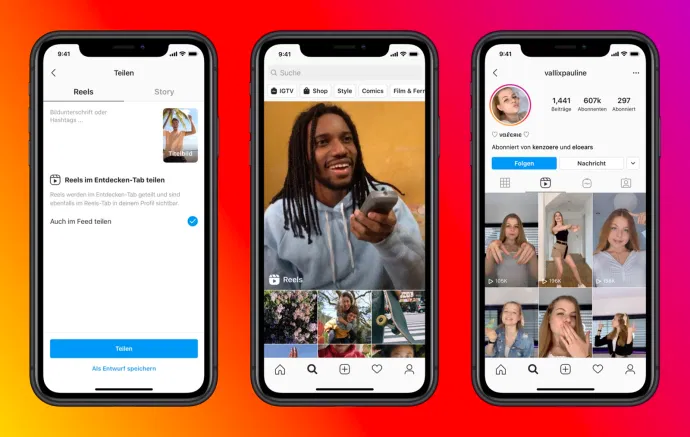 9:41
Teilen
Reels
Story
Bildunterschrift oder
Hashtags ...
Titelbild
Reels im Entdecken-Tab teilen
Reels werden im Entdecken-Tab geteilt und sind
ebenfalls im Reels-Tab in deinem Profil sichtbar.
Auch im Feed teilen
Teilen
Als Entwurf speichern
9:41
Suche
IGTV Shop Style Comics Film & Fern
Reels
9:41
vallixpauline
1,441 607k 297
Beiträge Abonnenten Abonniert
♡ ᴠᴀʟᴇʀɪᴇ ♡
Abonniert von kenzoere und eloears
Folgen Nachricht
195K 196K 196K